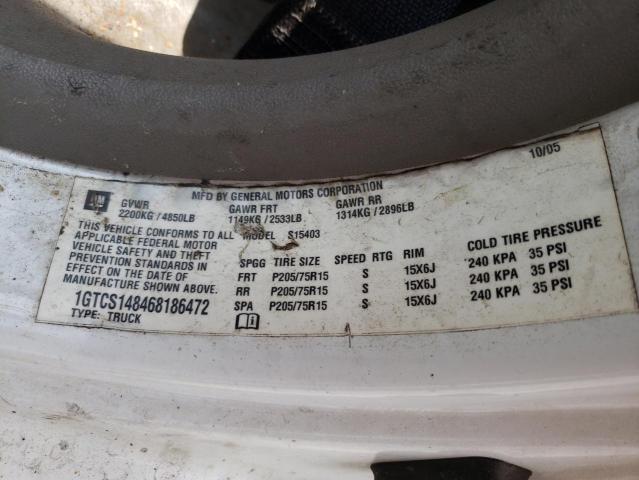 10/05
MFD BY GENERAL MOTORS CORPORATION
GM GVWR GAWR FRT GAWR RR
2200KG / 4850LB 1149KG / 2533LB 1314KG / 2896LB
THIS VEHICLE CONFORMS TO ALL MODEL S15403
APPLICABLE FEDERAL MOTOR
VEHICLE SAFETY AND THEFT
PREVENTION STANDARDS IN
EFFECT ON THE DATE OF
MANUFACTURE SHOWN ABOVE.
1GTCS148468186472
TYPE: TRUCK
COLD TIRE PRESSURE
SPGG TIRE SIZE SPEED RTG RIM
FRT P205/75R15 S 15X6J 240 KPA 35 PSI
RR P205/75R15 S 15X6J 240 KPA 35 PSI
SPA P205/75R15 S 15X6J 240 KPA 35 PSI